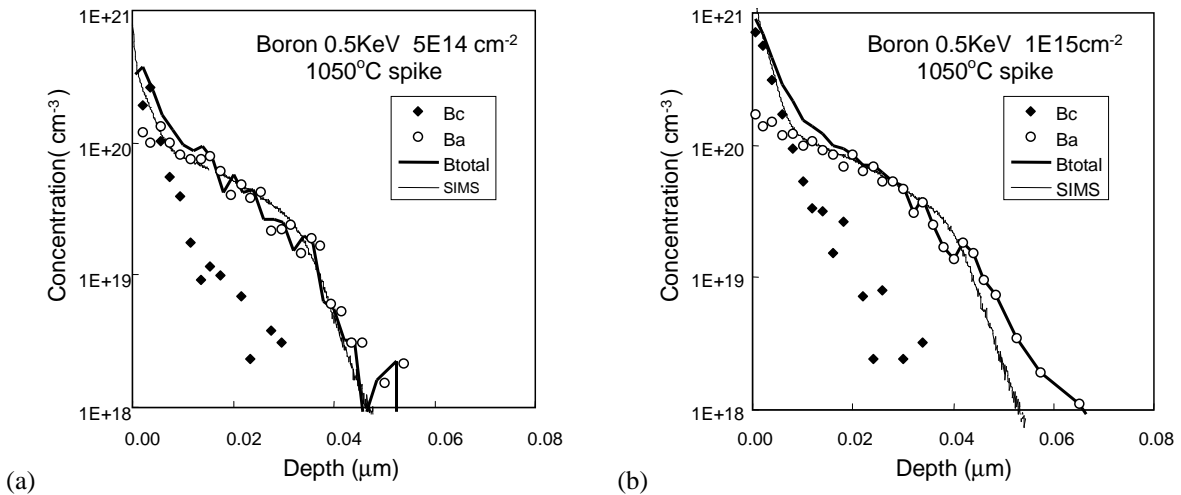 1E+21
Boron 0.5KeV 5E14 cm-2
1050oC spike
Bc
Ba
Btotal
SIMS
1E+20
1E+19
1E+18
Concentration( cm-3)
0.00 0.02 0.04 0.06 0.08
Depth (μm)
(a)
1E+21
Boron 0.5KeV 1E15cm-2
1050oC spike
Bc
Ba
Btotal
SIMS
1E+20
1E+19
1E+18
Concentration( cm-3)
0.00 0.02 0.04 0.06 0.08
Depth (μm)
(b)